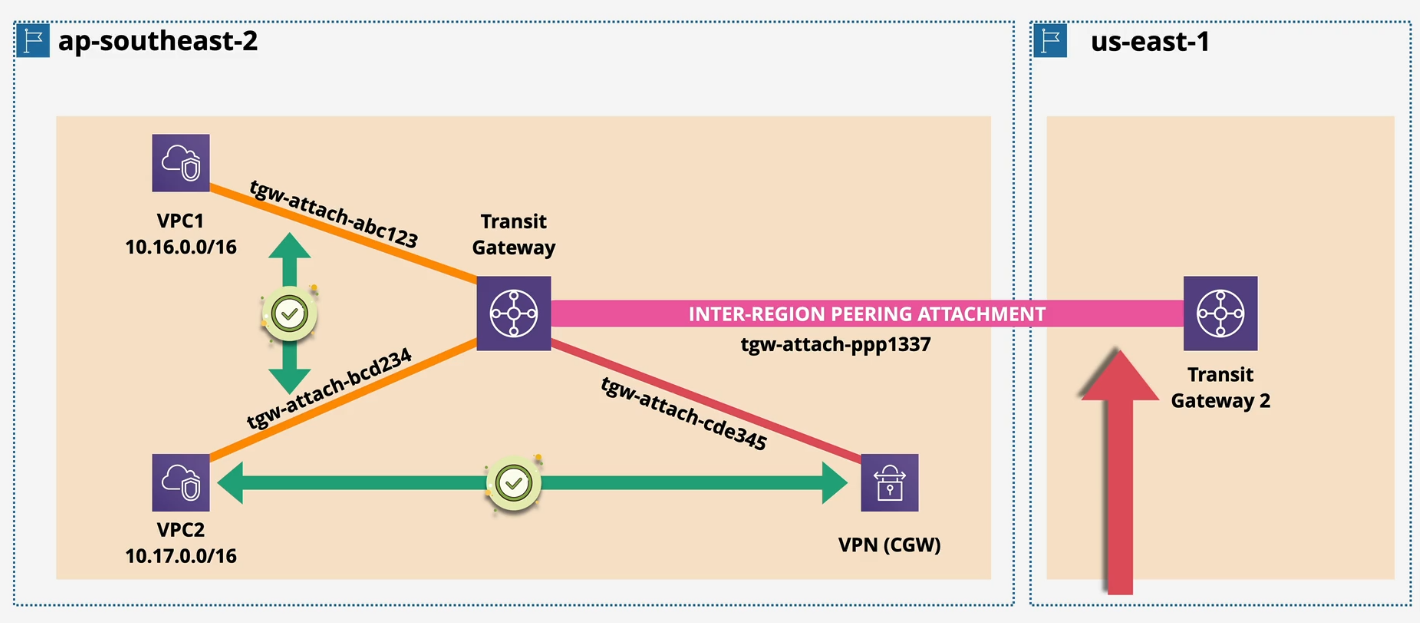 ap-southeast-2
us-east-1
tgw-attach-abc123
VPC1
10.16.0.0/16
Transit
Gateway
INTER-REGION PEERING ATTACHMENT
tgw-attach-ppp1337
tgw-attach-bcd234
tgw-attach-cde345
Transit
Gateway 2
VPC2
10.17.0.0/16
VPN (CGW)